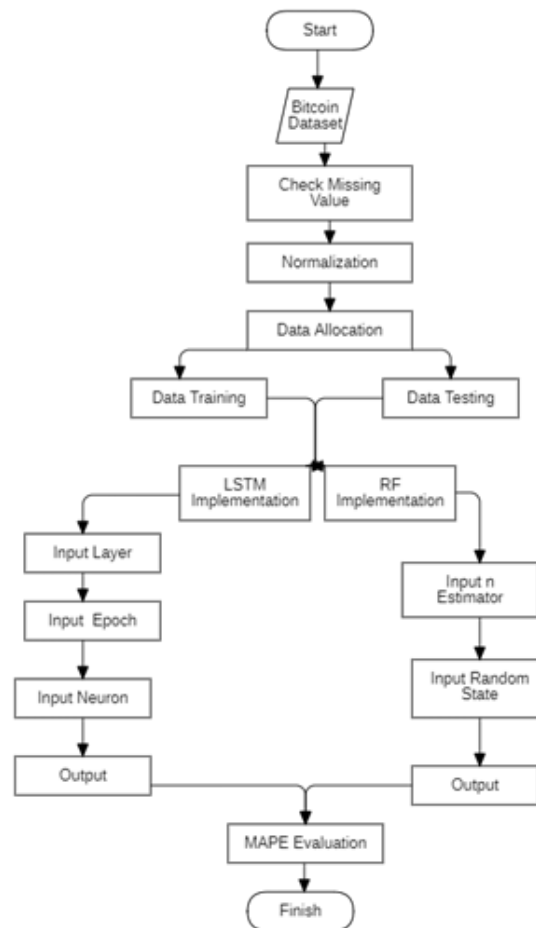 Start
Bitcoin
Dataset
Check Missing
Value
Normalization
Data Allocation
Data Training
Data Testing
LSTM
Implementation
RF
Implementation
Input Layer
Input Epoch
Input Neuron
Output
Input n
Estimator
Input Random
State
Output
MAPE Evaluation
Finish